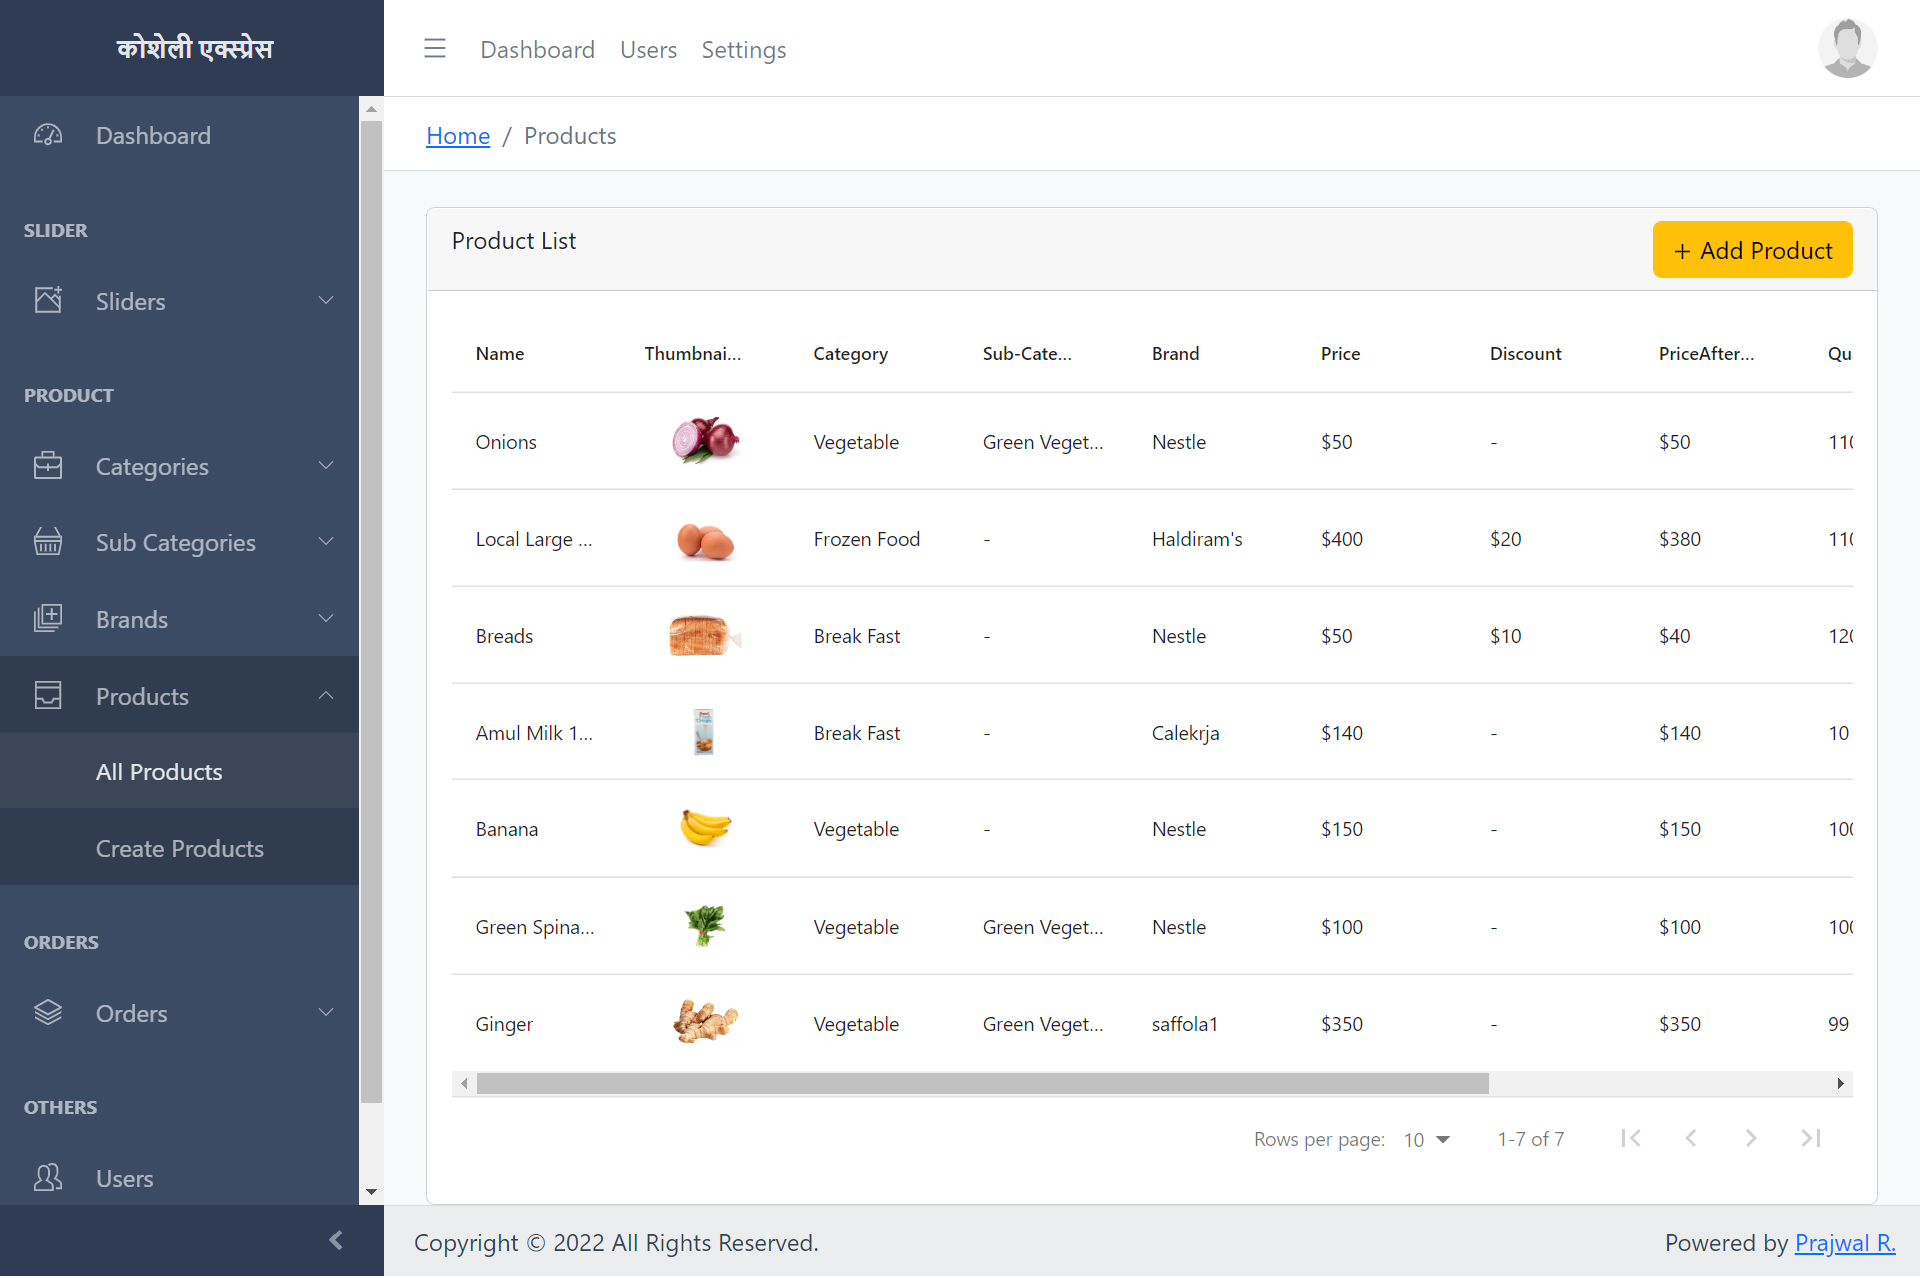 कोशेली एक्स्प्रेस
Dashboard Users Settings
Dashboard
Home / Products
SLIDER
Sliders
PRODUCT
Categories
Sub Categories
Brands
Products
All Products
Create Products
ORDERS
Orders
OTHERS
Users
Product List
+ Add Product
Name Thumbnai... Category Sub-Cate... Brand Price Discount PriceAfter... Qu
Onions Vegetable Green Veget... Nestle $50 - $50 110
Local Large ... Frozen Food - Haldiram's $400 $20 $380 110
Breads Break Fast - Nestle $50 $10 $40 120
Amul Milk 1... Break Fast - Calekrja $140 - $140 10
Banana Vegetable - Nestle $150 - $150 100
Green Spina... Vegetable Green Veget... Nestle $100 - $100 100
Ginger Vegetable Green Veget... saffola1 $350 - $350 99
Rows per page: 10 1-7 of 7
Copyright © 2022 All Rights Reserved.
Powered by Prajwal R.